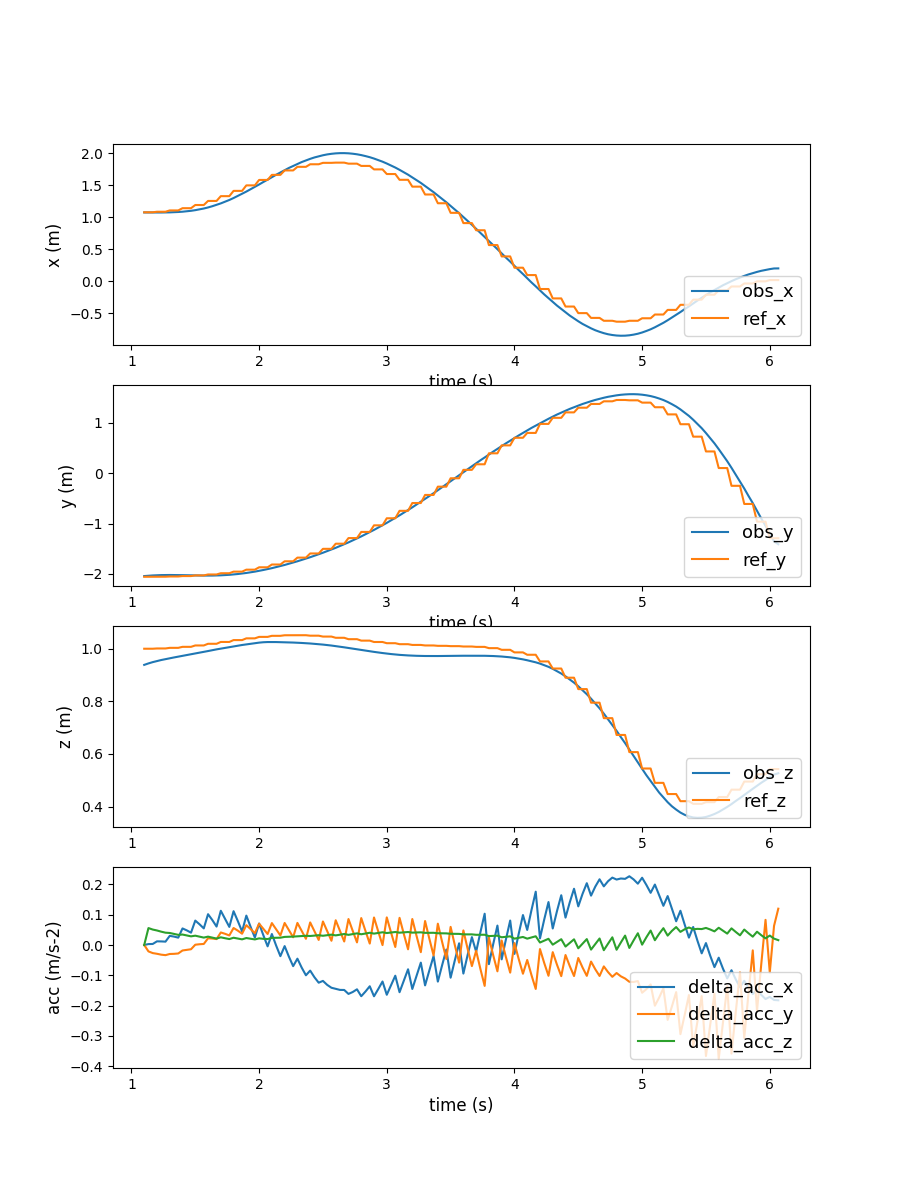 2.0
1.5
1.0
0.5
0.0
−0.5
x (m)
obs_x
ref_x
1 2 3 4 5 6
time (s)
1
0
−1
−2
y (m)
obs_y
ref_y
1 2 3 4 5 6
time (s)
1.0
0.8
0.6
0.4
z (m)
obs_z
ref_z
1 2 3 4 5 6
0.2
0.1
0.0
−0.1
−0.2
−0.3
−0.4
acc (m/s-2)
delta_acc_x
delta_acc_y
delta_acc_z
1 2 3 4 5 6
time (s)